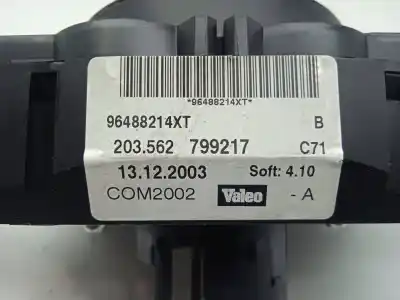 *96488214XT*
96488214XT B
203.562 799217 C71
13.12.2003 Soft: 4.10
COM2002 Valeo - A